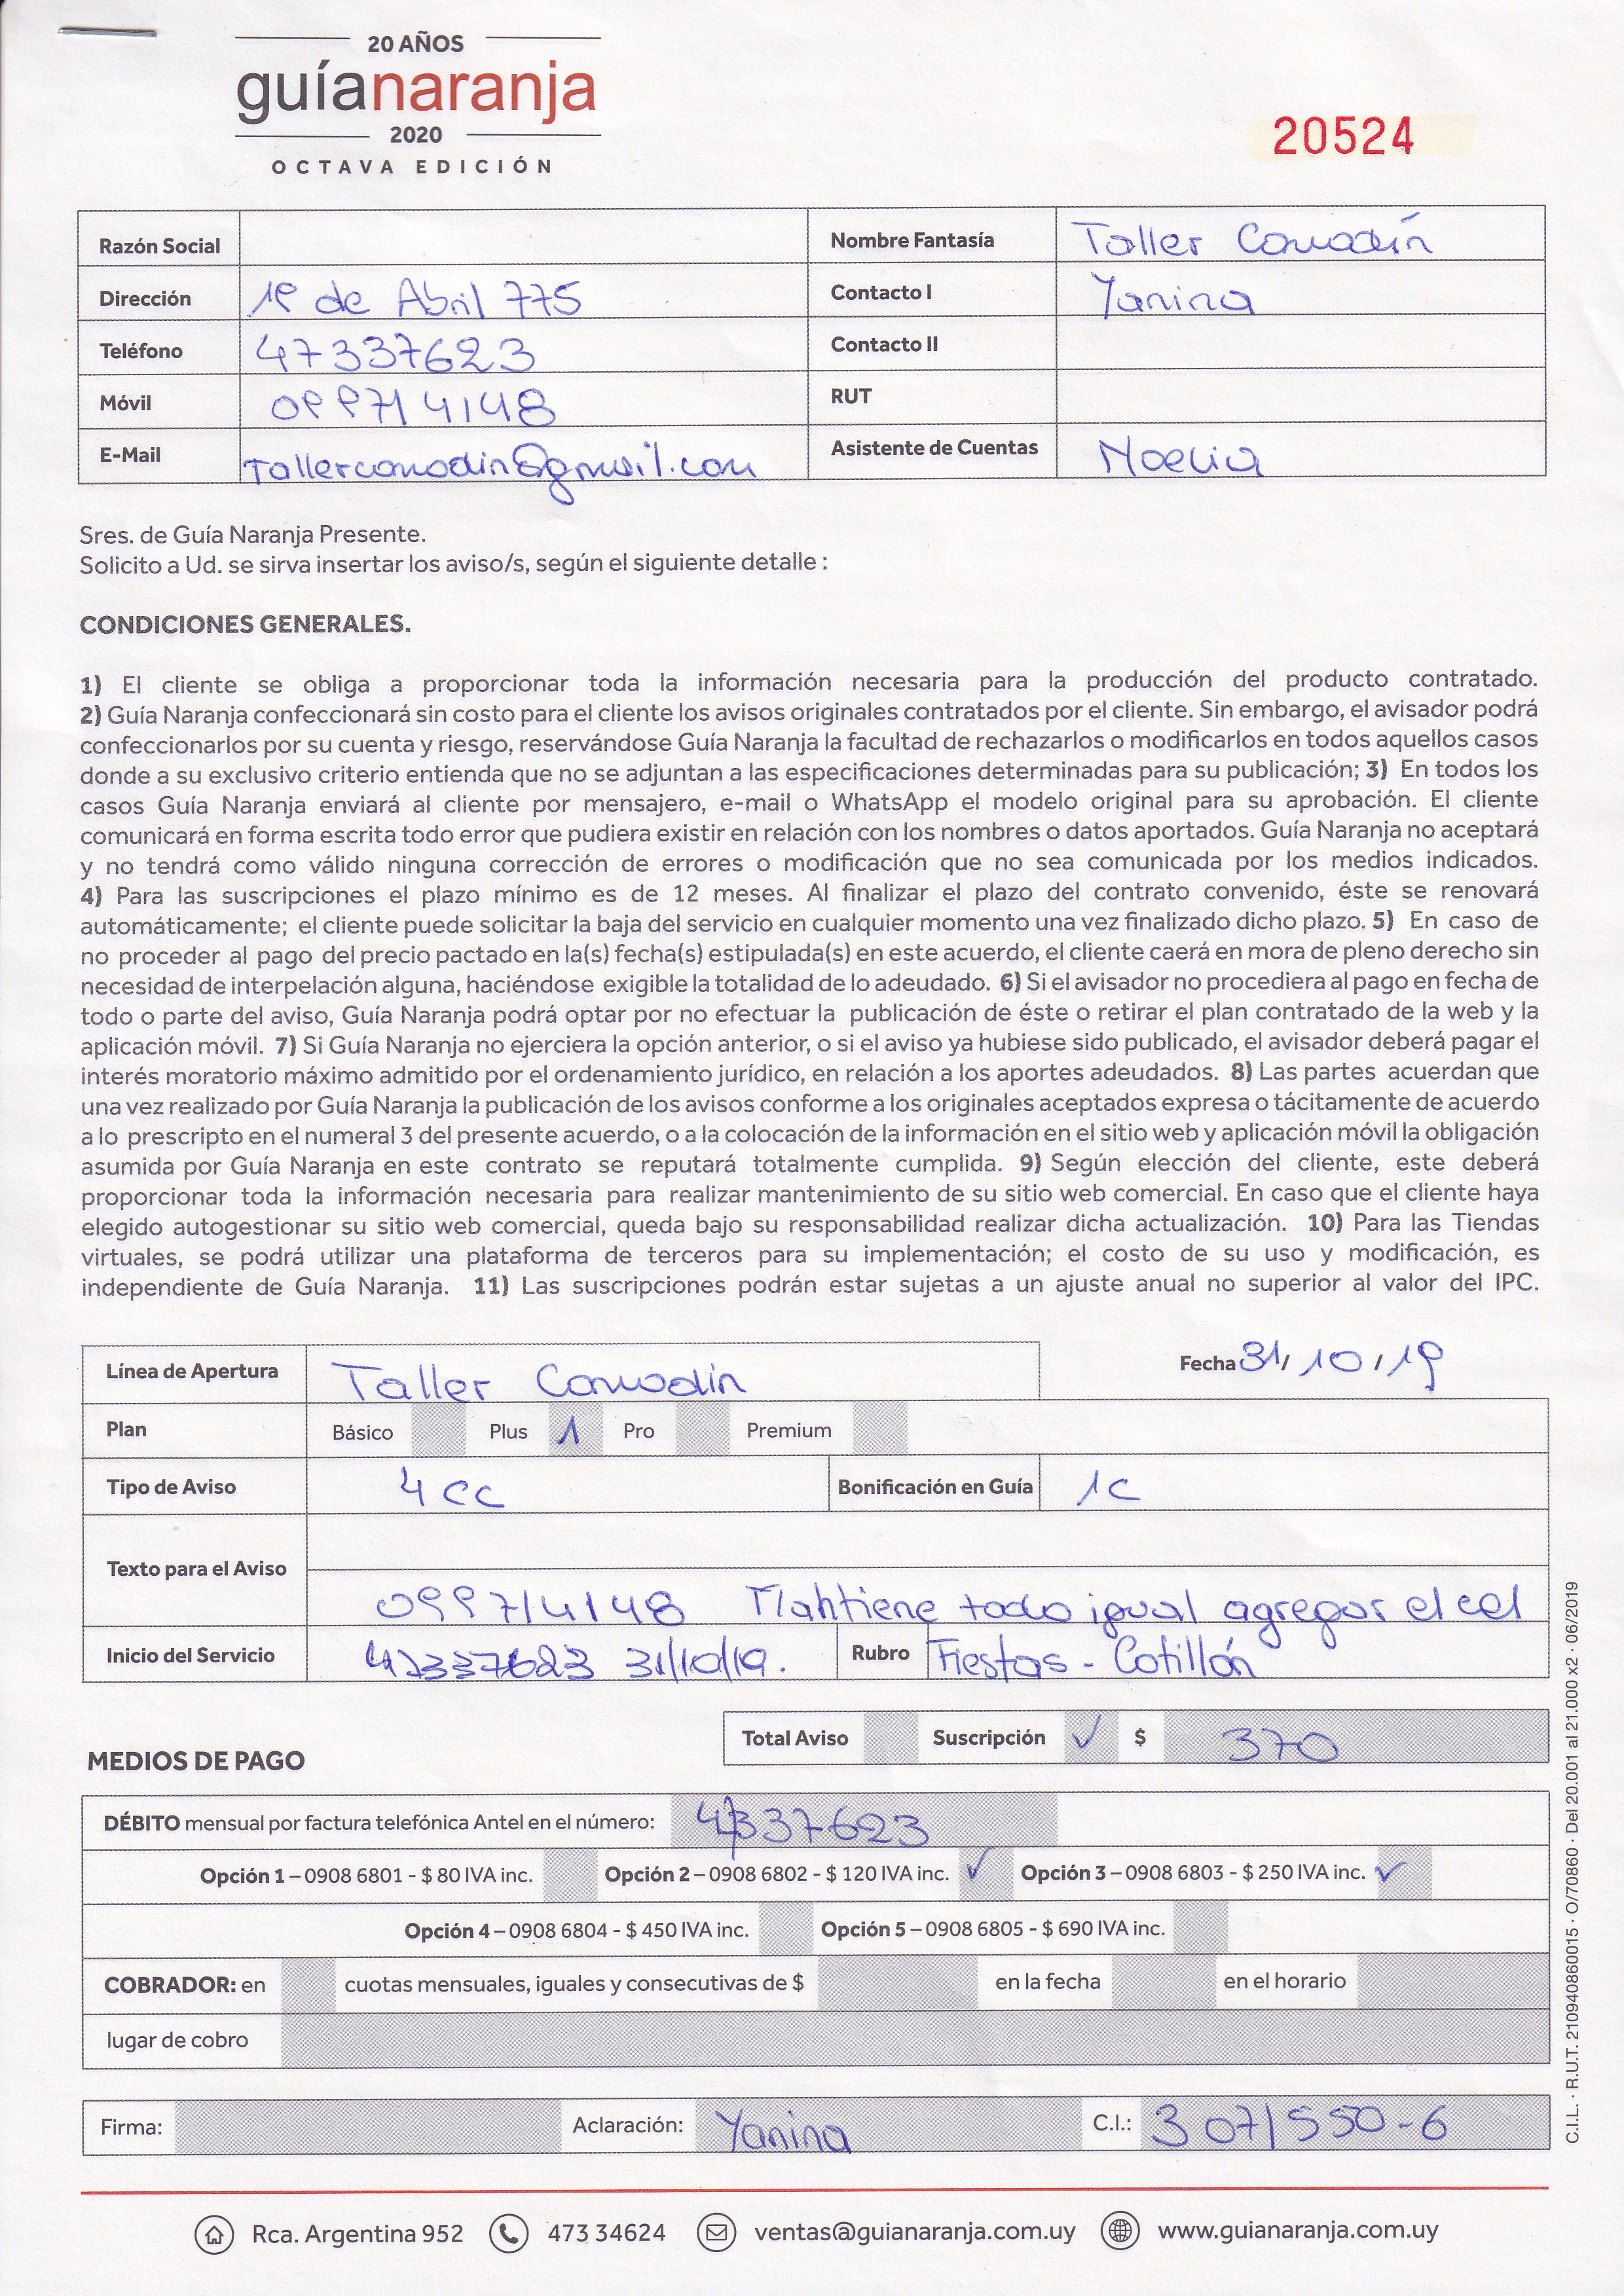 20 AÑOS
guíanaranja
2020
OCTAVA EDICIÓN
20524
Razón Social
Nombre Fantasía Taller Comodín
Dirección 1º de Abril 775
Contacto I Yanina
Teléfono 47337623
Contacto II
Móvil 099714148
RUT
E-Mail Tallercomodin@gmail.com
Asistente de Cuentas Noelia
Sres. de Guía Naranja Presente.
Solicito a Ud. se sirva insertar los aviso/s, según el siguiente detalle :
CONDICIONES GENERALES.
1) El cliente se obliga a proporcionar toda la información necesaria para la producción del producto contratado.
2) Guía Naranja confeccionará sin costo para el cliente los avisos originales contratados por el cliente. Sin embargo, el avisador podrá
confeccionarlos por su cuenta y riesgo, reservándose Guía Naranja la facultad de rechazarlos o modificarlos en todos aquellos casos
donde a su exclusivo criterio entienda que no se adjuntan a las especificaciones determinadas para su publicación; 3) En todos los
casos Guía Naranja enviará al cliente por mensajero, e-mail o WhatsApp el modelo original para su aprobación. El cliente
comunicará en forma escrita todo error que pudiera existir en relación con los nombres o datos aportados. Guía Naranja no aceptará
y no tendrá como válido ninguna corrección de errores o modificación que no sea comunicada por los medios indicados.
4) Para las suscripciones el plazo mínimo es de 12 meses. Al finalizar el plazo del contrato convenido, éste se renovará
automáticamente; el cliente puede solicitar la baja del servicio en cualquier momento una vez finalizado dicho plazo. 5) En caso de
no proceder al pago del precio pactado en la(s) fecha(s) estipulada(s) en este acuerdo, el cliente caerá en mora de pleno derecho sin
necesidad de interpelación alguna, haciéndose exigible la totalidad de lo adeudado. 6) Si el avisador no procediera al pago en fecha de
todo o parte del aviso, Guía Naranja podrá optar por no efectuar la publicación de éste o retirar el plan contratado de la web y la
aplicación móvil. 7) Si Guía Naranja no ejerciera la opción anterior, o si el aviso ya hubiese sido publicado, el avisador deberá pagar el
interés moratorio máximo admitido por el ordenamiento jurídico, en relación a los aportes adeudados. 8) Las partes acuerdan que
una vez realizado por Guía Naranja la publicación de los avisos conforme a los originales aceptados expresa o tácitamente de acuerdo
a lo prescripto en el numeral 3 del presente acuerdo, o a la colocación de la información en el sitio web y aplicación móvil la obligación
asumida por Guía Naranja en este contrato se reputará totalmente cumplida. 9) Según elección del cliente, este deberá
proporcionar toda la información necesaria para realizar mantenimiento de su sitio web comercial. En caso que el cliente haya
elegido autogestionar su sitio web comercial, queda bajo su responsabilidad realizar dicha actualización. 10) Para las Tiendas
virtuales, se podrá utilizar una plataforma de terceros para su implementación; el costo de su uso y modificación, es
independiente de Guía Naranja. 11) Las suscripciones podrán estar sujetas a un ajuste anual no superior al valor del IPC.
Línea de Apertura Taller Comodin
Fecha 31/ 10 / 19
Plan Básico Plus 1 Pro Premium
Tipo de Aviso 4 CC Bonificación en Guía 1C
Texto para el Aviso
099714148 Mantiene todo igual agregar el cel
Inicio del Servicio 47337623 31/10/19. Rubro Fiestas - Cotillón
Total Aviso Suscripción ✓ $ 370
MEDIOS DE PAGO
DÉBITO mensual por factura telefónica Antel en el número: 47337623
Opción 1 – 0908 6801 - $ 80 IVA inc. Opción 2 – 0908 6802 - $ 120 IVA inc. ✓ Opción 3 – 0908 6803 - $ 250 IVA inc. ✓
Opción 4 – 0908 6804 - $ 450 IVA inc. Opción 5 – 0908 6805 - $ 690 IVA inc.
COBRADOR: en cuotas mensuales, iguales y consecutivas de $ en la fecha en el horario
lugar de cobro
Firma: Aclaración: Yanina C.I.: 3 071550-6
C.I.L. · R.U.T. 210940860015 · O/70860 · Del 20.001 al 21.000 x2 · 06/2019
Rca. Argentina 952 473 34624 ventas@guianaranja.com.uy www.guianaranja.com.uy